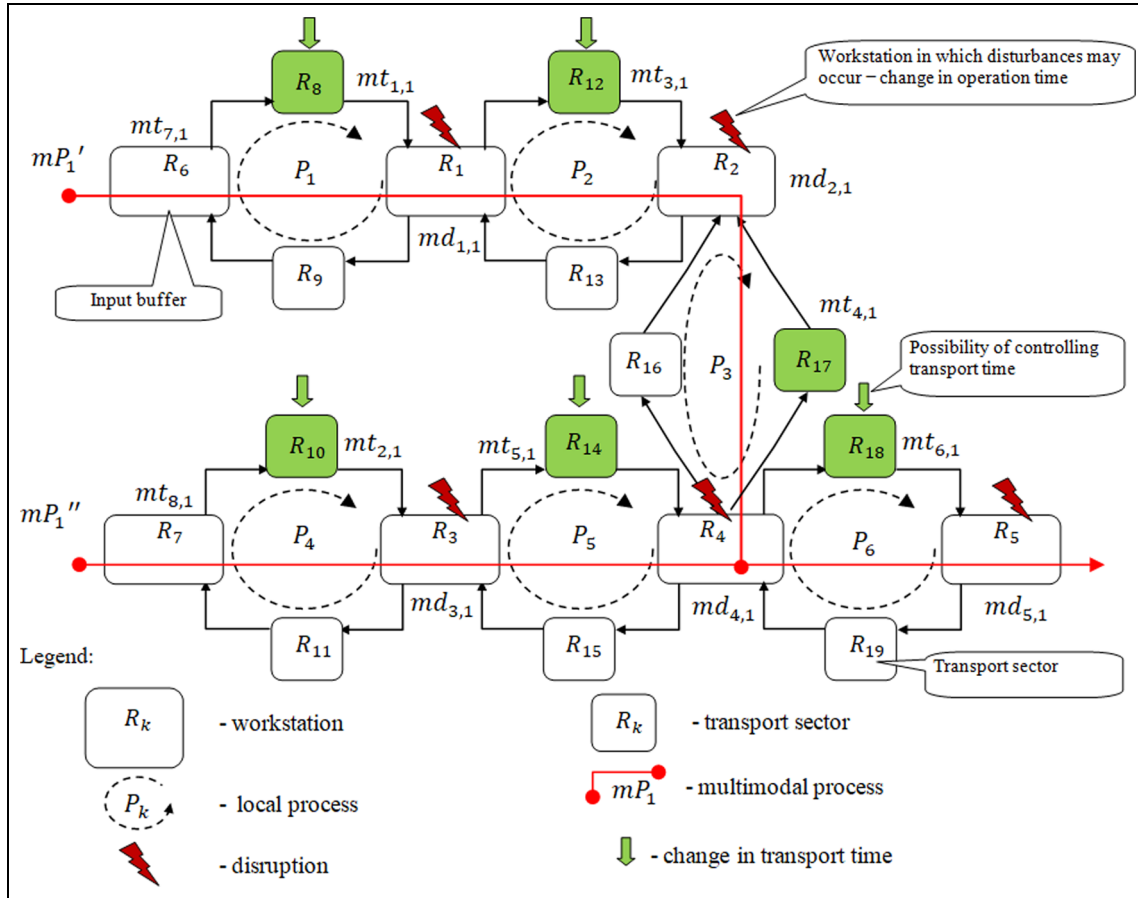 Workstation in which disturbances may
occur – change in operation time
R₈
mt₁,₁
R₁₂
mt₃,₁
mt₇,₁
mP₁′
R₆
P₁
R₁
P₂
R₂
md₂,₁
R₉
md₁,₁
R₁₃
Input buffer
mt₄,₁
R₁₆
P₃
R₁₇
Possibility of controlling
transport time
R₁₀
mt₂,₁
mt₅,₁
R₁₄
R₁₈
mt₆,₁
mt₈,₁
mP₁′′
R₇
P₄
R₃
P₅
R₄
P₆
R₅
R₁₁
md₃,₁
R₁₅
md₄,₁
R₁₉
md₅,₁
Transport sector
Legend:
Rₖ - workstation
Rₖ - transport sector
Pₖ - local process
mP₁ - multimodal process
- disruption
- change in transport time